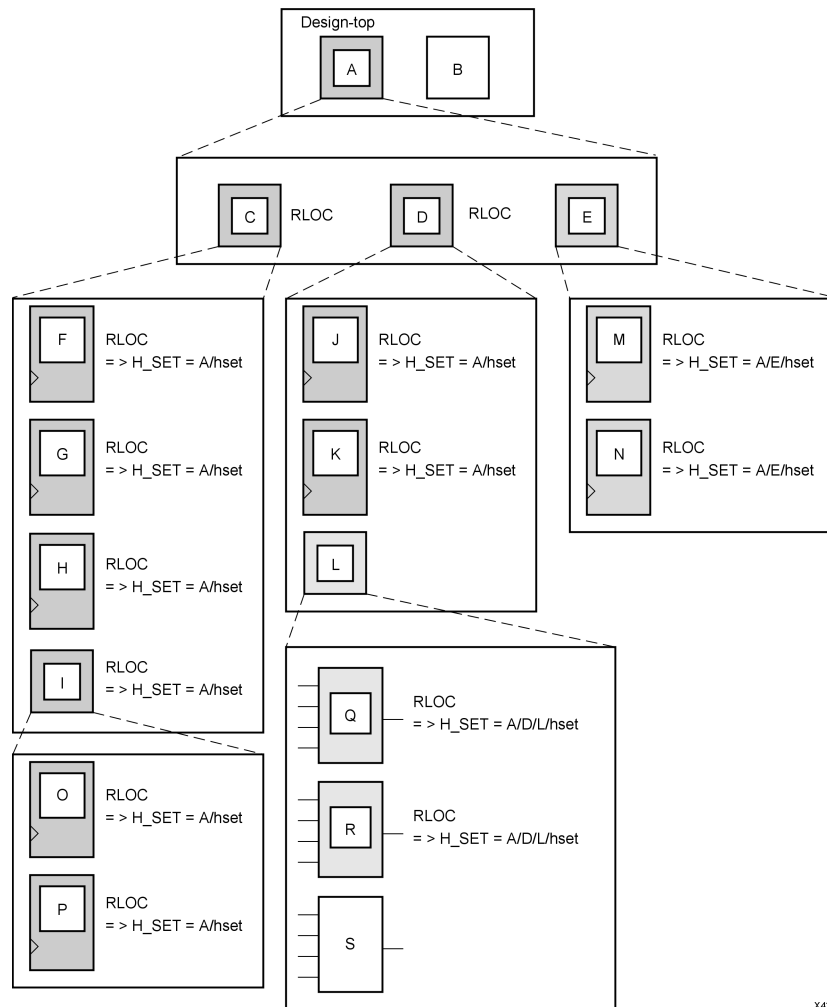 Design-top
A
B
C
RLOC
D
RLOC
E
F
RLOC
= > H_SET = A/hset
G
RLOC
= > H_SET = A/hset
H
RLOC
= > H_SET = A/hset
I
RLOC
= > H_SET = A/hset
J
RLOC
= > H_SET = A/hset
K
RLOC
= > H_SET = A/hset
L
M
RLOC
= > H_SET = A/E/hset
N
RLOC
= > H_SET = A/E/hset
O
RLOC
= > H_SET = A/hset
P
RLOC
= > H_SET = A/hset
Q
RLOC
= > H_SET = A/D/L/hset
R
RLOC
= > H_SET = A/D/L/hset
S